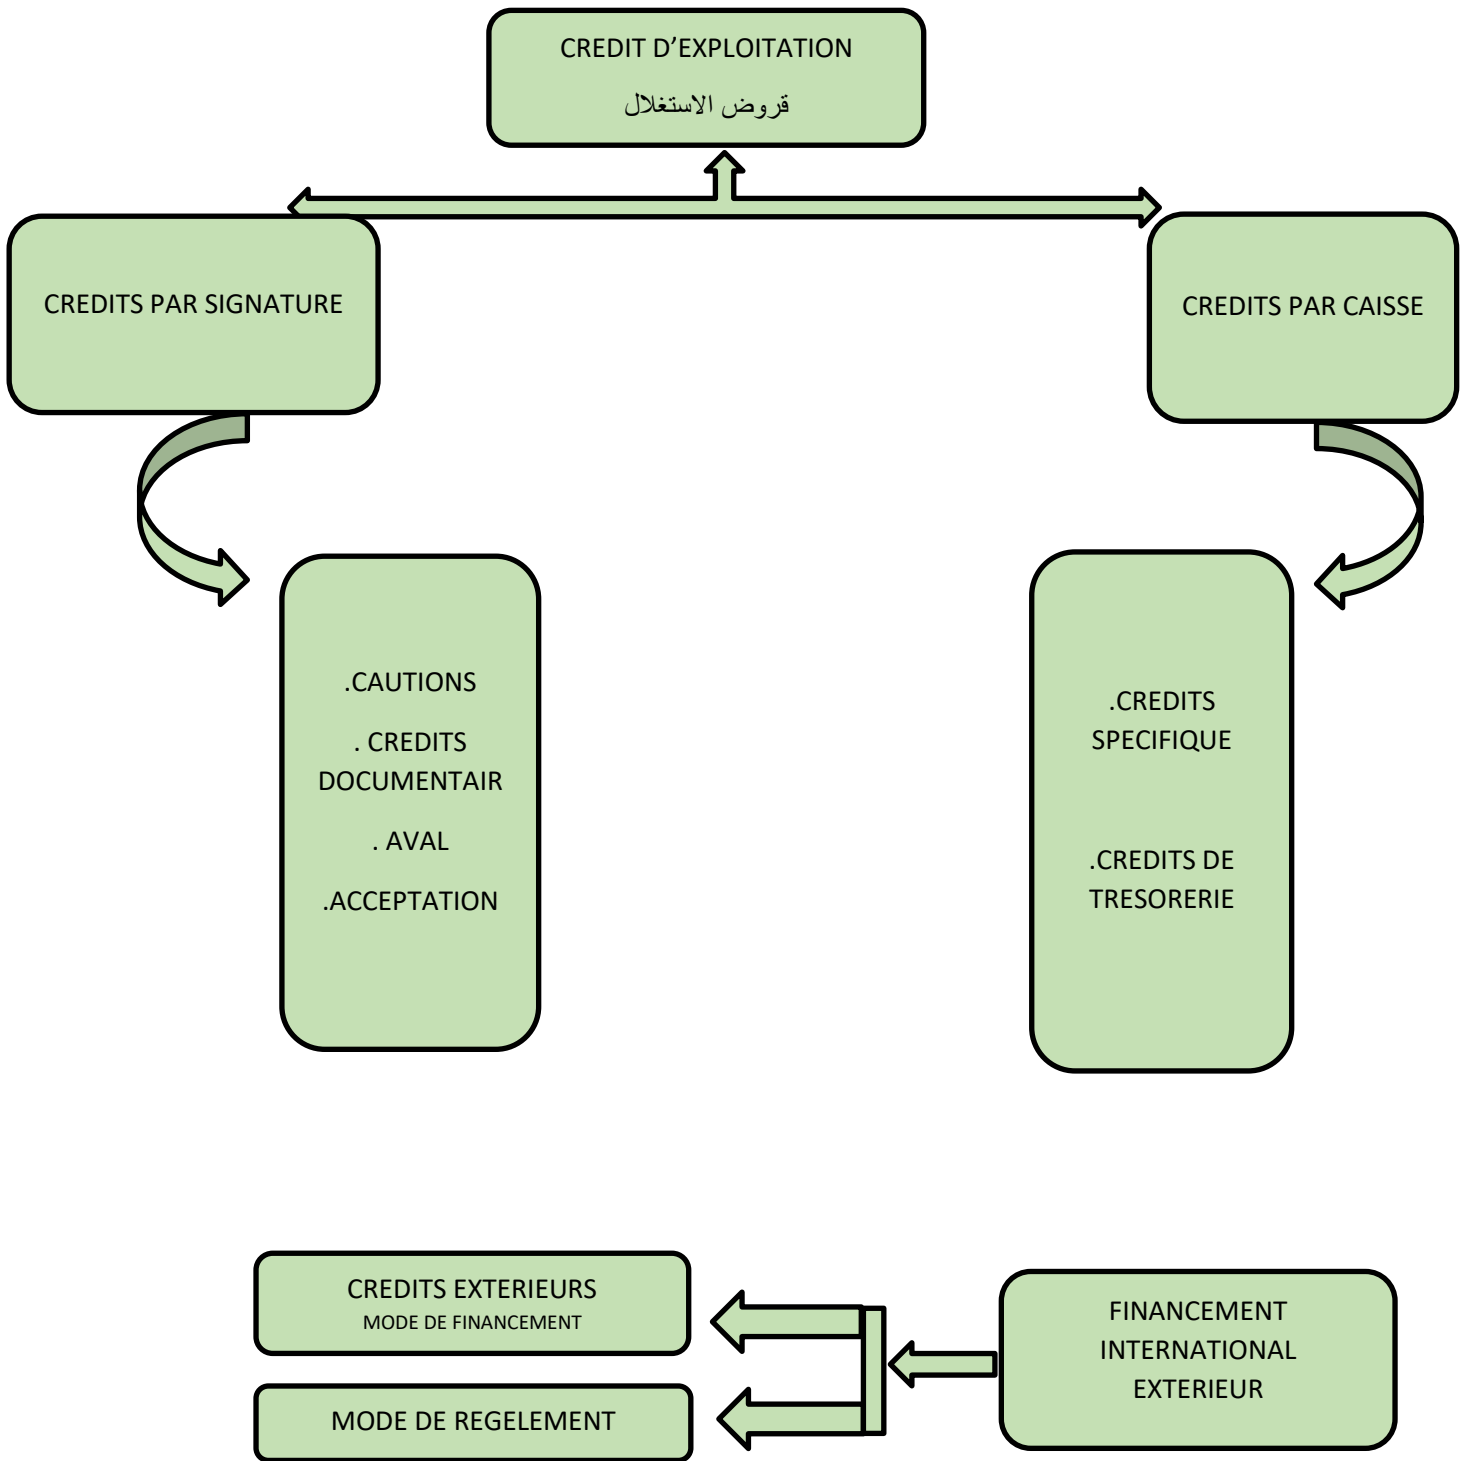 CREDIT D’EXPLOITATION
قروض الاستغلال
CREDITS PAR SIGNATURE
CREDITS PAR CAISSE
.CAUTIONS
. CREDITS
DOCUMENTAIR
. AVAL
.ACCEPTATION
.CREDITS
SPECIFIQUE
.CREDITS DE
TRESORERIE
CREDITS EXTERIEURS
MODE DE FINANCEMENT
MODE DE REGELEMENT
FINANCEMENT
INTERNATIONAL
EXTERIEUR